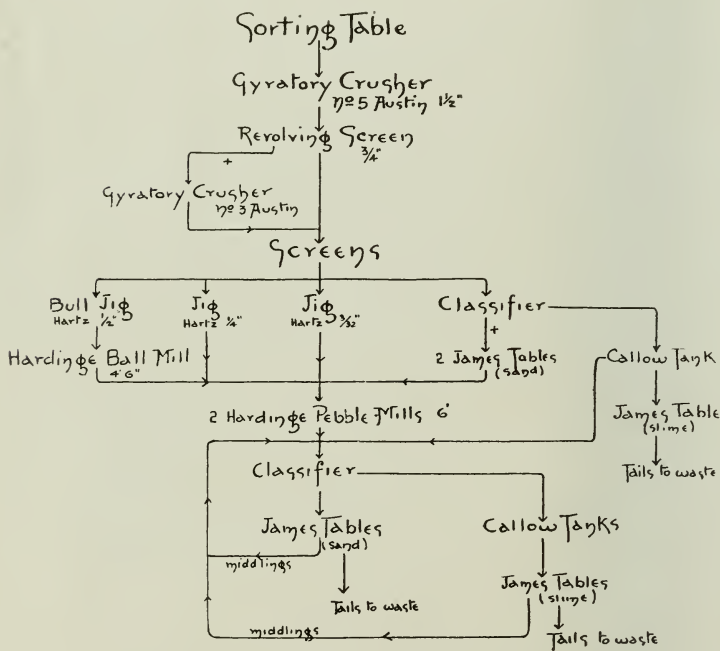 Sorting Table
Gyratory Crusher
No 5 Austin 1½"
Revolving Screen
¾"
+
Gyratory Crusher
No 3 Austin
Screens
Bull Jig
Hartz ½"
Jig
Hartz ¼"
Jig
Hartz 3/32"
Classifier
+
Hardinge Ball Mill
4'6"
2 James Tables
(sand)
Callow Tank
2 Hardinge Pebble Mills 6'
James Table
(slime)
Tails to waste
Classifier
James Tables
(sand)
Callow Tanks
middlings
Tails to waste
James Tables
(slime)
middlings
Tails to waste